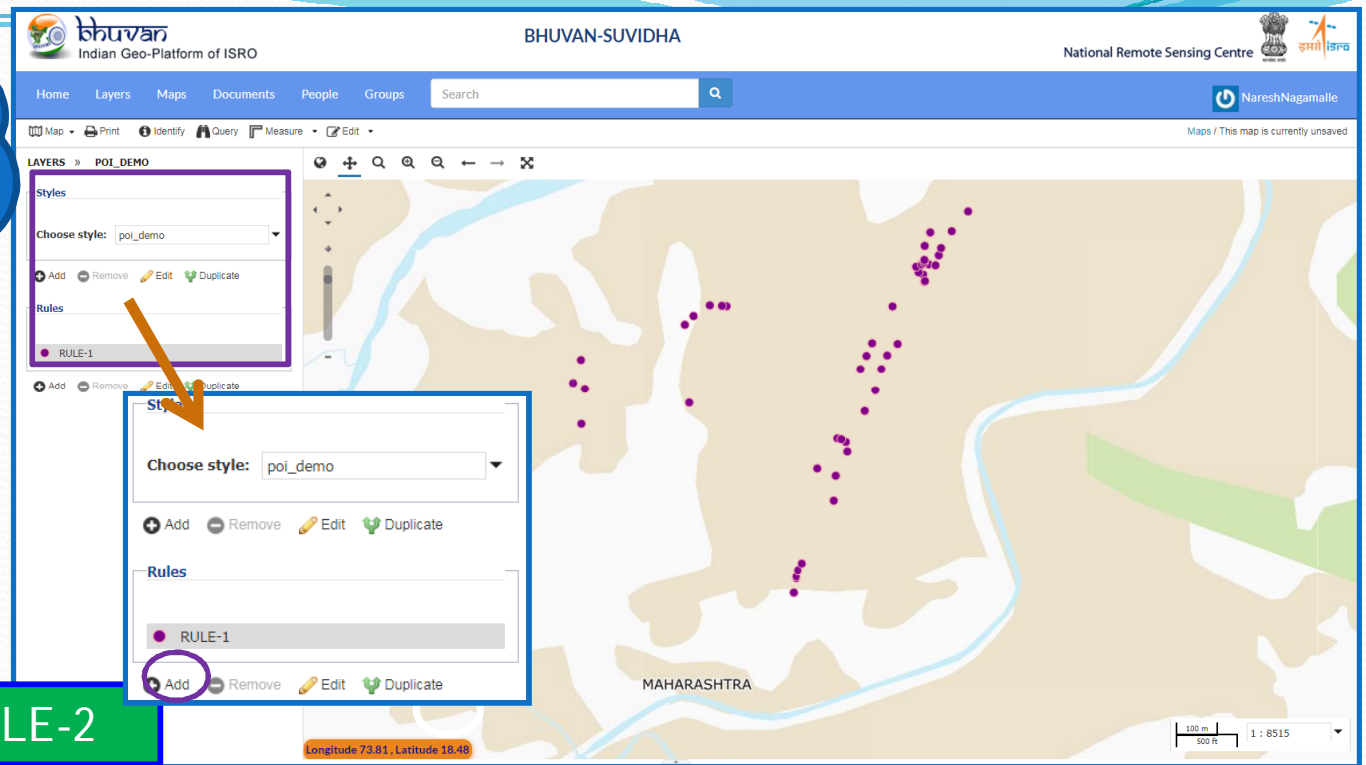 bhuvan
Indian Geo-Platform of ISRO
BHUVAN-SUVIDHA
National Remote Sensing Centre
इसरो isro
Home Layers Maps Documents People Groups Search
NareshNagamalle
Map Print Identify Query Measure Edit
Maps / This map is currently unsaved
LAYERS » POI_DEMO
Styles
Choose style: poi_demo
Add Remove Edit Duplicate
Rules
RULE-1
Add Remove Edit Duplicate
Choose style: poi_demo
Add Remove Edit Duplicate
Rules
RULE-1
Add Remove Edit Duplicate
MAHARASHTRA
LE-2
Longitude 73.81 , Latitude 18.48
100 m
500 ft
1 : 8515